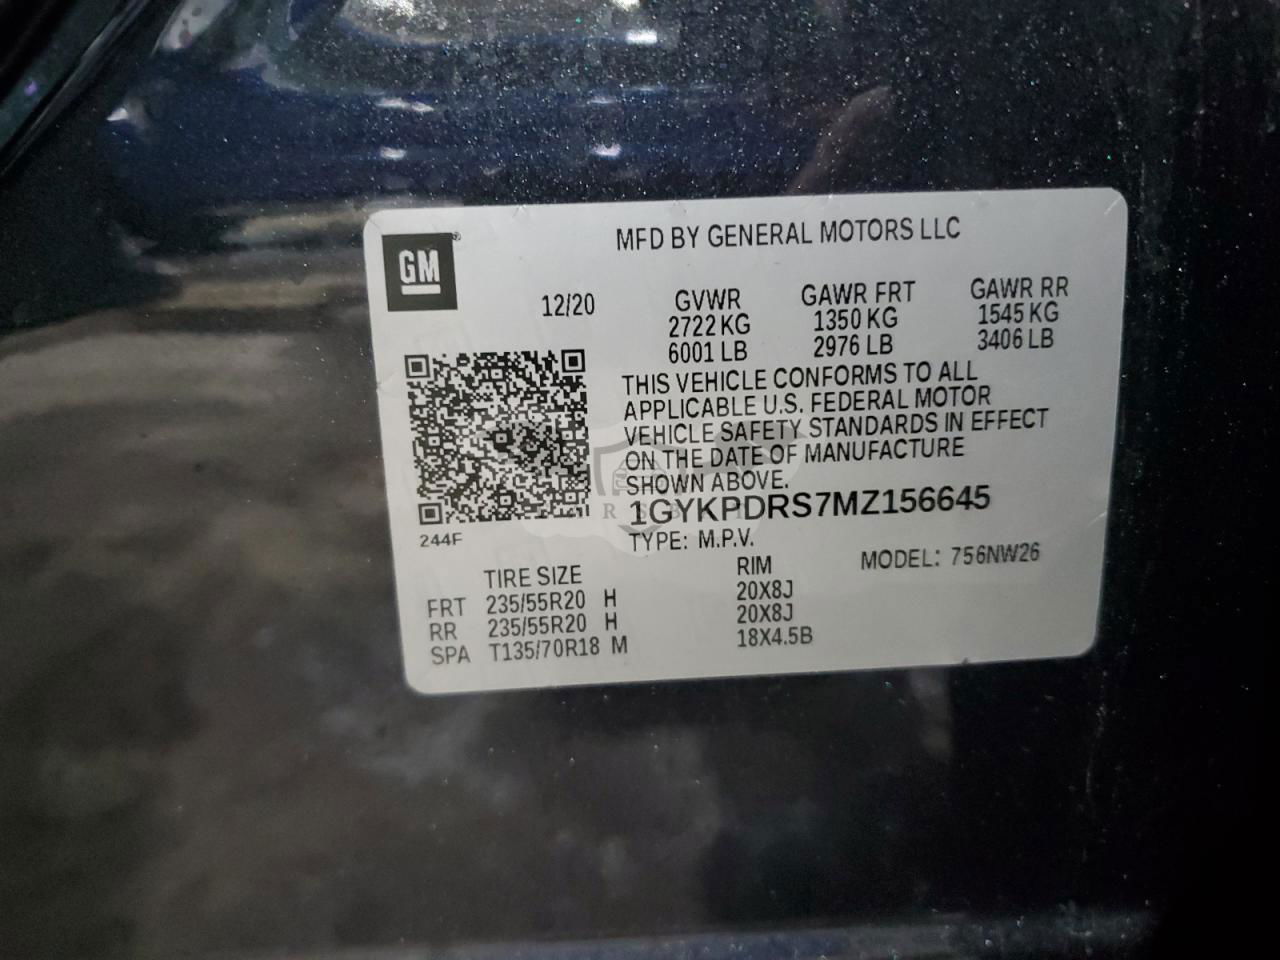 MFD BY GENERAL MOTORS LLC
GM
12/20 GVWR GAWR FRT GAWR RR
2722 KG 1350 KG 1545 KG
6001 LB 2976 LB 3406 LB
THIS VEHICLE CONFORMS TO ALL
APPLICABLE U.S. FEDERAL MOTOR
VEHICLE SAFETY STANDARDS IN EFFECT
ON THE DATE OF MANUFACTURE
SHOWN ABOVE.
1GYKPDRS7MZ156645
244F
TYPE: M.P.V.
MODEL: 756NW26
TIRE SIZE RIM
FRT 235/55R20 H 20X8J
RR 235/55R20 H 20X8J
SPA T135/70R18 M 18X4.5B